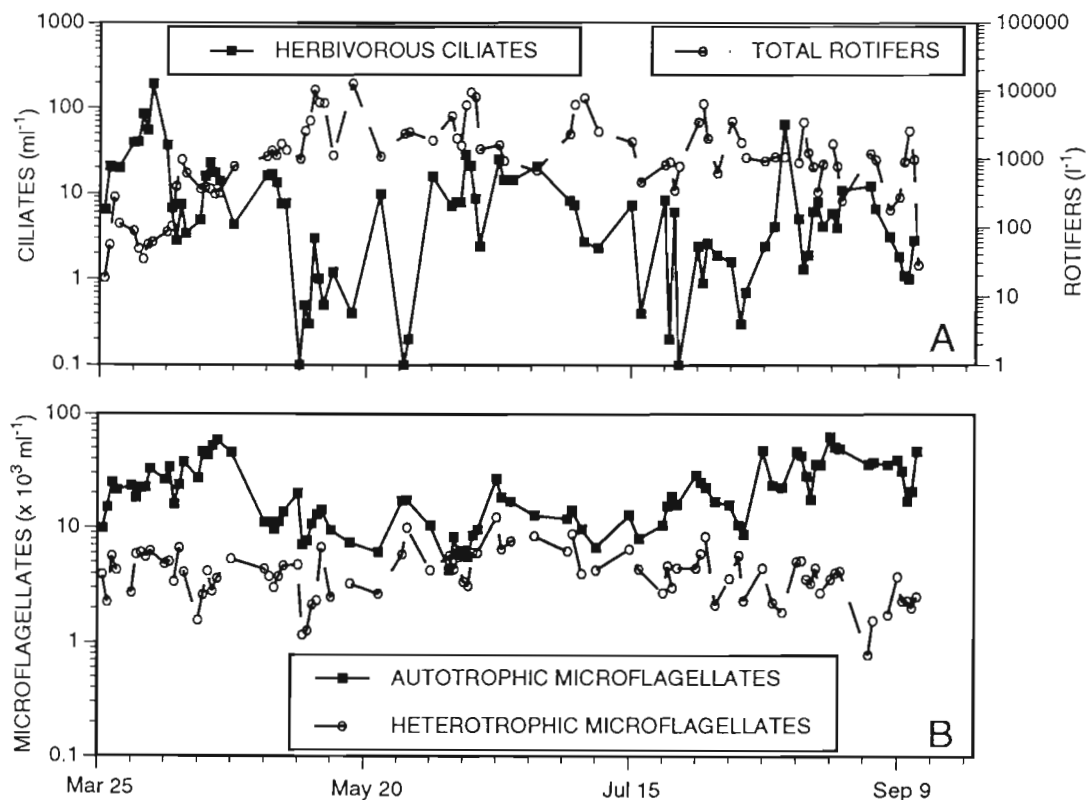 HERBIVOROUS CILIATES
TOTAL ROTIFERS
CILIATES (ml⁻¹)
1000
100
10
1
0.1
ROTIFERS (l⁻¹)
100000
10000
1000
100
10
1
A
MICROFLAGELLATES (x 10³ ml⁻¹)
100
10
1
0.1
AUTOTROPHIC MICROFLAGELLATES
HETEROTROPHIC MICROFLAGELLATES
B
Mar 25
May 20
Jul 15
Sep 9